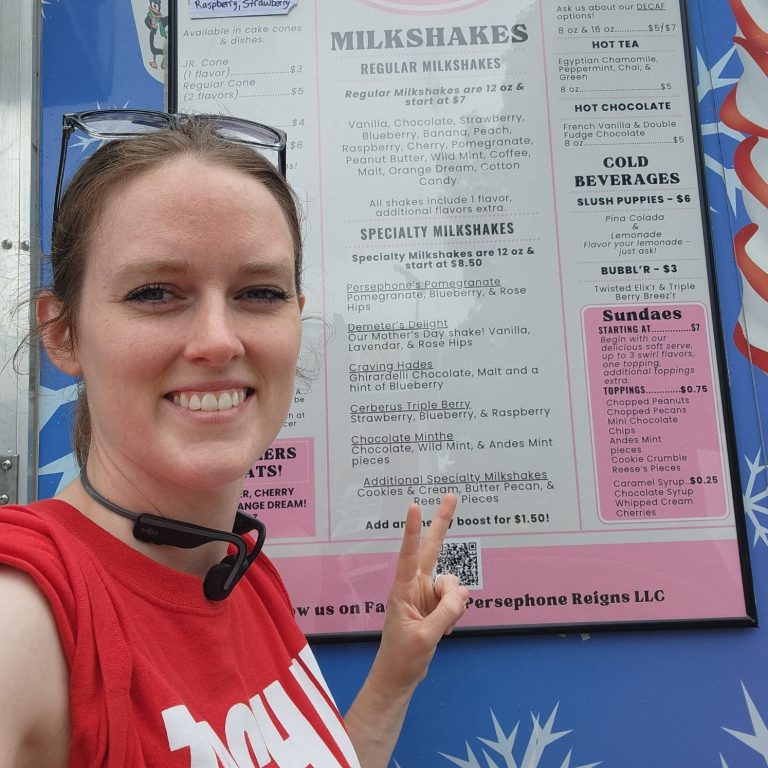 Raspberry, Strawberry
Available in cake cones
& dishes.
JR. Cone
(1 flavor)....................$3
Regular Cone
(2 flavors)..................$5
$4
$6
MILKSHAKES
REGULAR MILKSHAKES
Regular Milkshakes are 12 oz &
start at $7
Vanilla, Chocolate, Strawberry,
Blueberry, Banana, Peach,
Raspberry, Cherry, Pomegranate,
Peanut Butter, Wild Mint, Coffee,
Malt, Orange Dream, Cotton
Candy.
All shakes include 1 flavor,
additional flavors extra.
SPECIALTY MILKSHAKES
Specialty Milkshakes are 12 oz &
start at $8.50
Persephone's Pomegranate
Pomegranate, Blueberry, & Rose
Hips
Demeter's Delight
Our Mother's Day shake! Vanilla,
Lavendar, & Rose Hips
Craving Hades
Ghirardelli Chocolate, Malt and a
hint of Blueberry
Cerberus Triple Berry
Strawberry, Blueberry, & Raspberry
Chocolate Minthe
Chocolate, Wild Mint, & Andes Mint
pieces
Additional Specialty Milkshakes
Cookies & Cream, Butter Pecan, &
Pieces
Add an boost for $1.50!
us on Persephone Reigns LLC
Ask us about our DECAF
options!
8 oz & 16 oz................$5/$7
HOT TEA
Egyptian Chamomile,
Peppermint, Chai, &
Green
8 oz..............................$5
HOT CHOCOLATE
French Vanilla & Double
Fudge Chocolate
8 oz..............................$5
COLD
BEVERAGES
SLUSH PUPPIES - $6
Pina Colada
&
Lemonade
Flavor your lemonade -
just ask!
BUBBL'R - $3
Twisted Elix'r & Triple
Berry Breez'r
Sundaes
STARTING AT...........$7
Begin with our
delicious soft serve,
up to 3 swirl flavors,
one topping,
additional toppings
extra.
TOPPINGS.............$0.75
Chopped Peanuts
Chopped Pecans
Mini Chocolate
Chips
Andes Mint
pieces
Cookie Crumble
Reese's Pieces
Caramel Syrup..$0.25
Chocolate Syrup
Whipped Cream
Cherries
CHERRY
DREAM!
SHOKZ